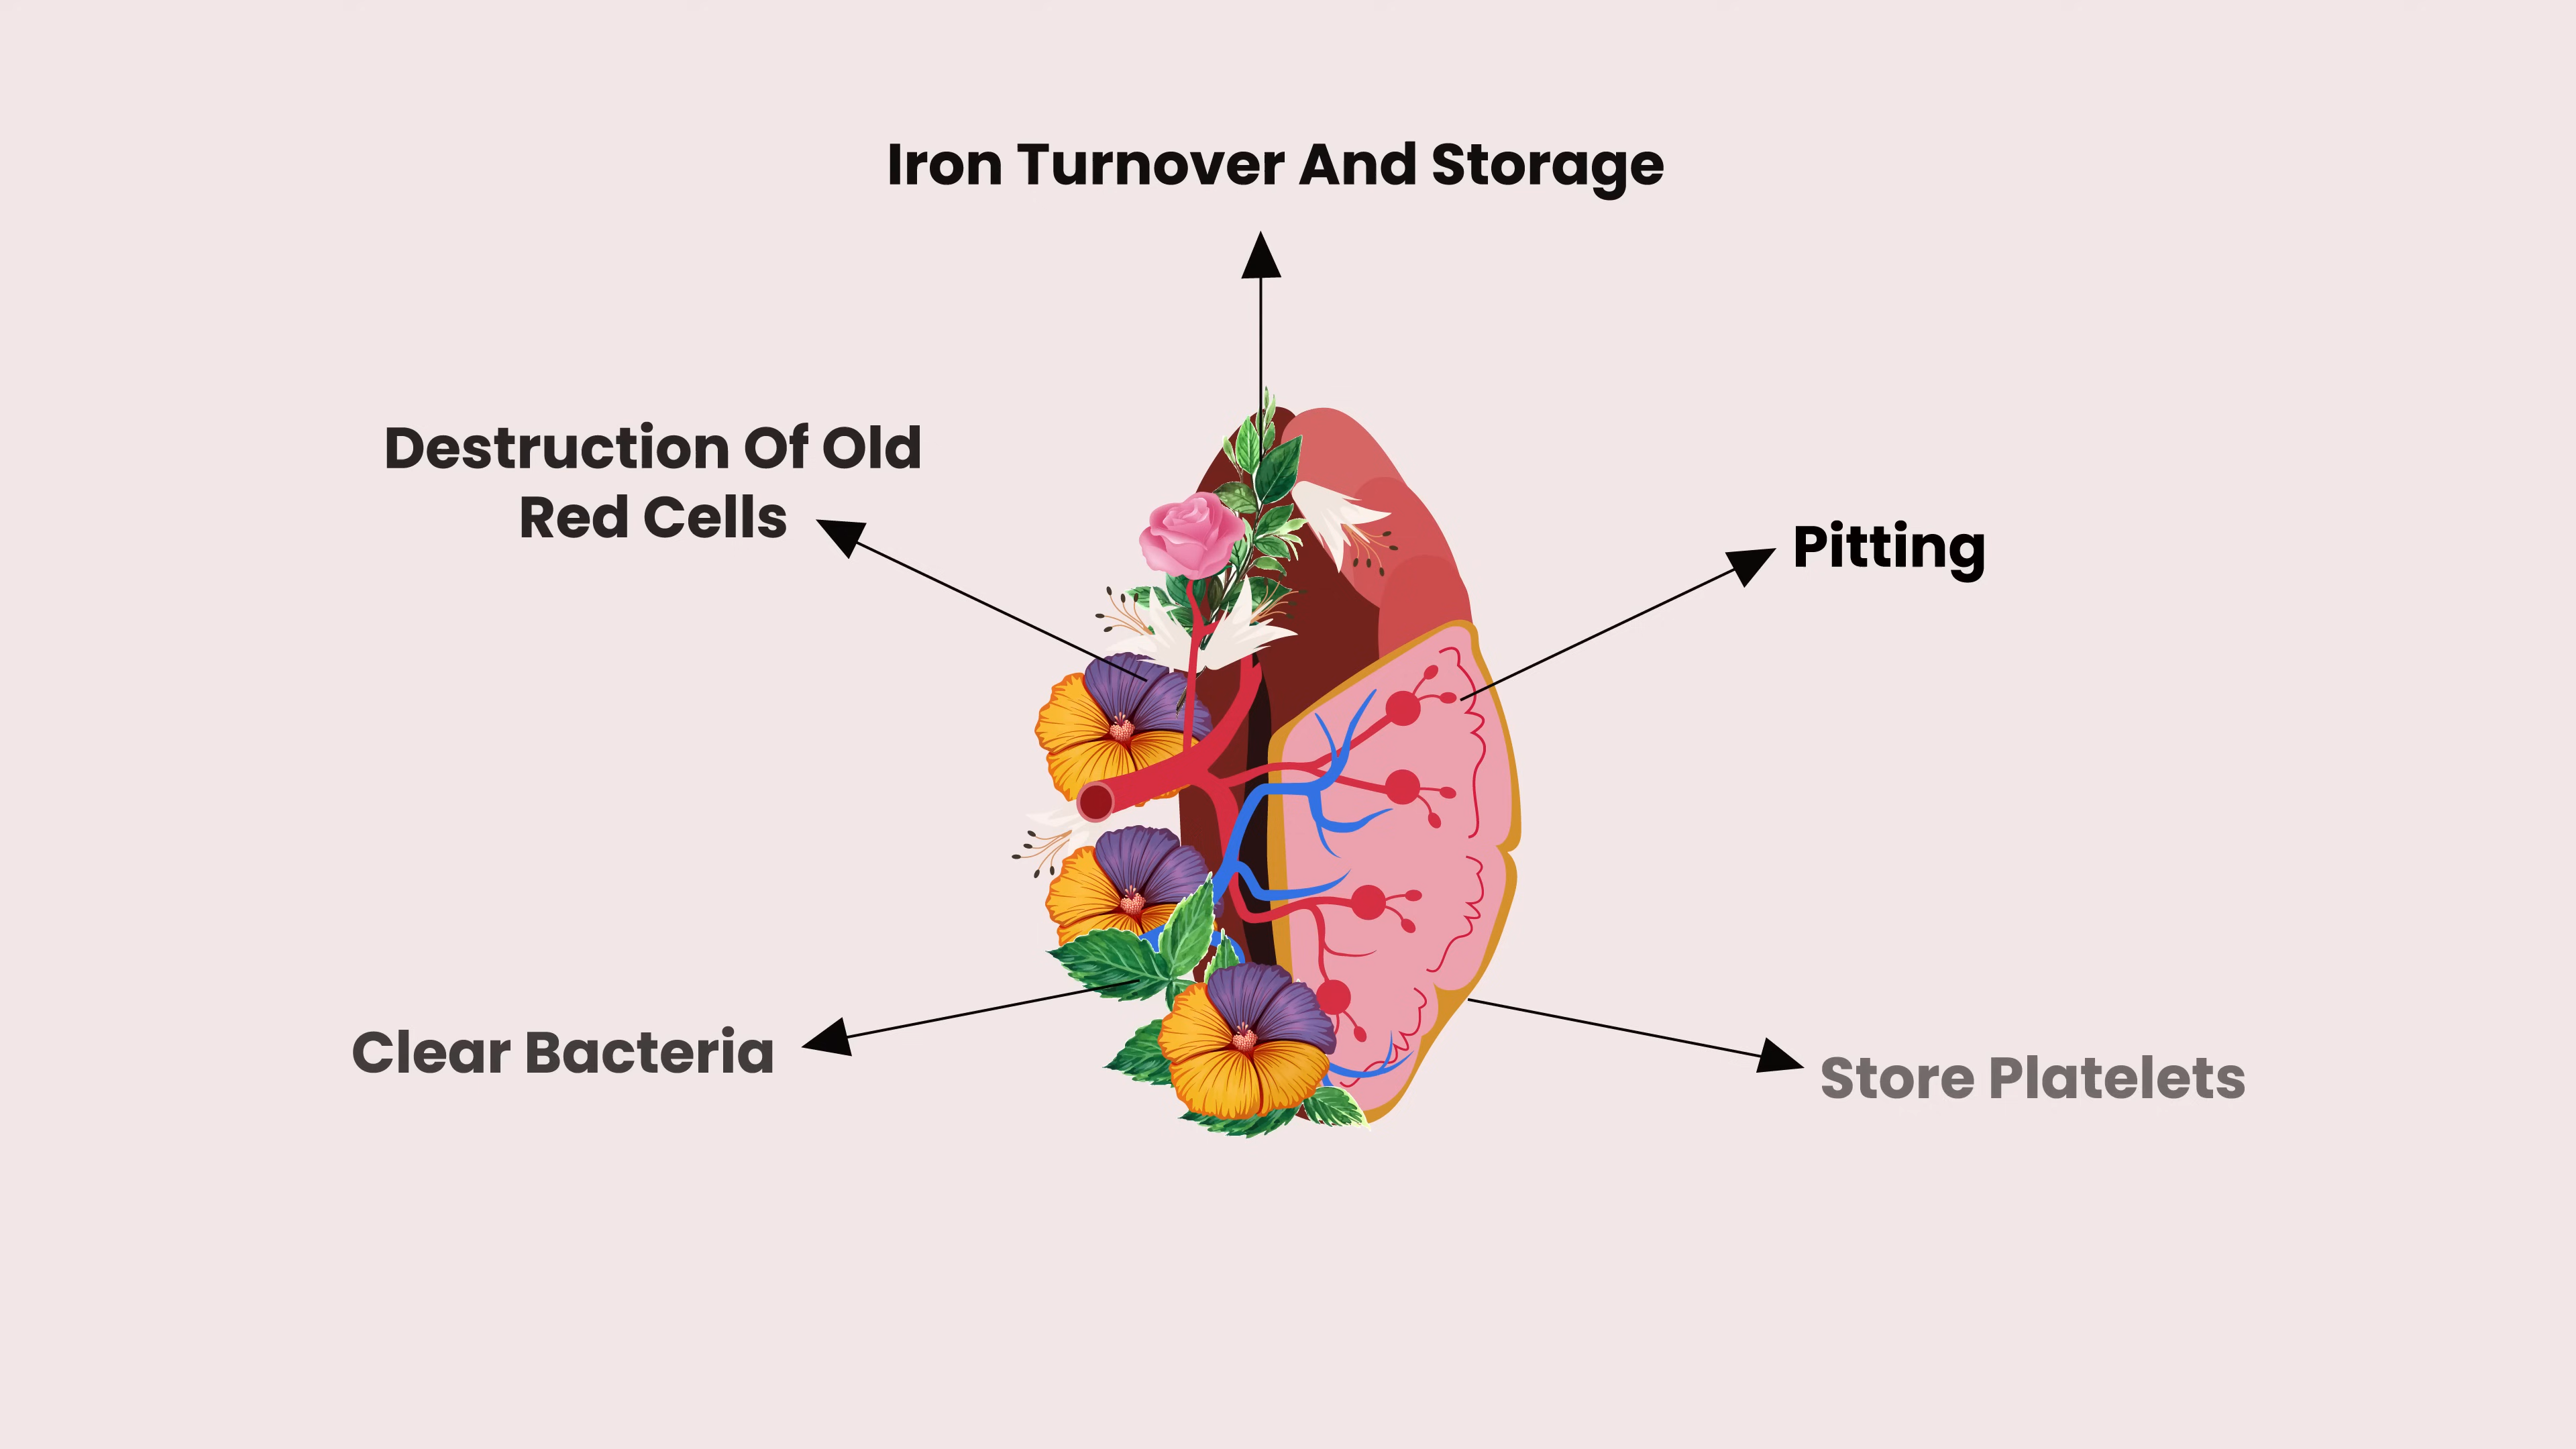 Iron Turnover And Storage
Destruction Of Old
Red Cells
Pitting
Clear Bacteria
Store Platelets